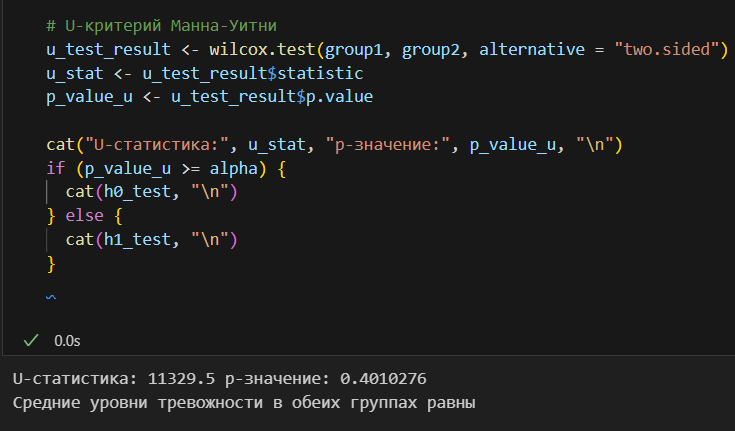 # U-критерий Манна-Уитни
u_test_result <- wilcox.test(group1, group2, alternative = "two.sided")
u_stat <- u_test_result$statistic
p_value_u <- u_test_result$p.value
cat("U-статистика:", u_stat, "p-значение:", p_value_u, "\n")
if (p_value_u >= alpha) {
  cat(h0_test, "\n")
} else {
  cat(h1_test, "\n")
}
0.0s
U-статистика: 11329.5 p-значение: 0.4010276
Средние уровни тревожности в обеих группах равны